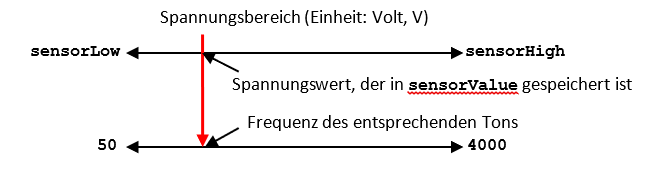 Spannungsbereich (Einheit: Volt, V)
sensorLow sensorHigh
Spannungswert, der in sensorValue gespeichert ist
Frequenz des entsprechenden Tons
50 4000